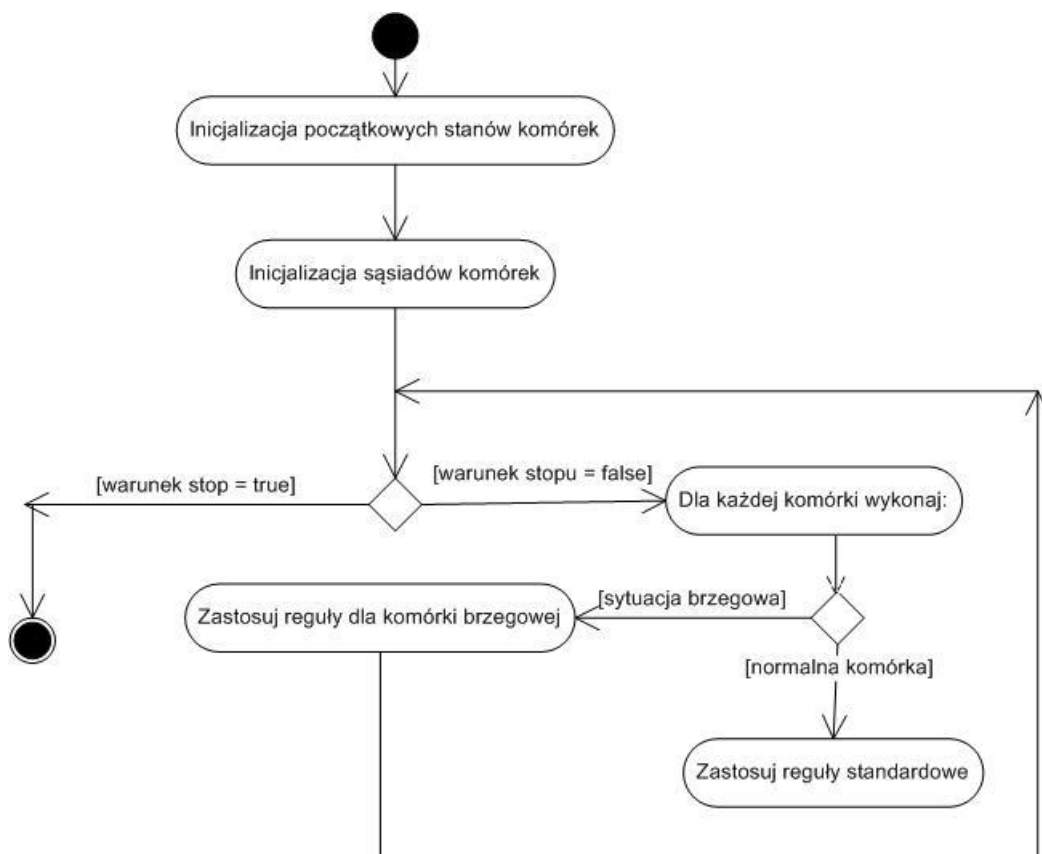 Inicjalizacja początkowych stanów komórek
Inicjalizacja sąsiadów komórek
[warunek stop = true]
[warunek stopu = false]
Dla każdej komórki wykonaj:
[sytuacja brzegowa]
Zastosuj reguły dla komórki brzegowej
[normalna komórka]
Zastosuj reguły standardowe